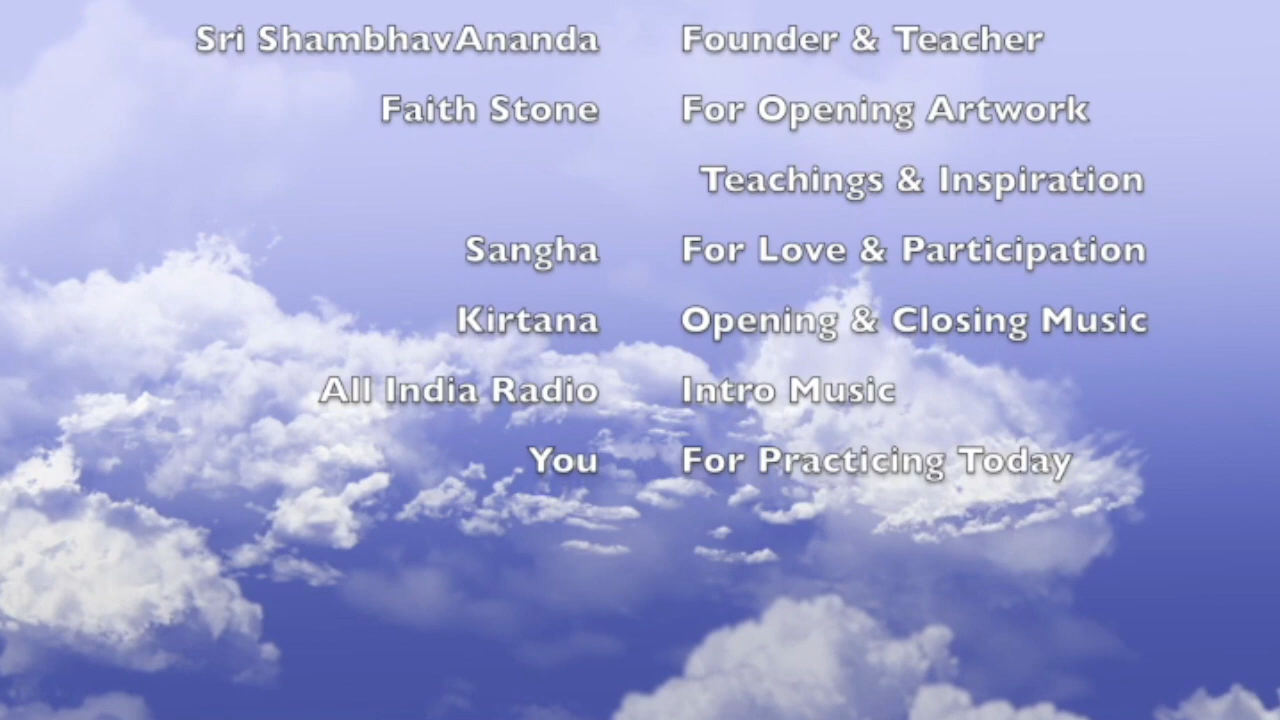 Sri ShambhavAnanda Founder & Teacher
Faith Stone For Opening Artwork
Teachings & Inspiration
Sangha For Love & Participation
Kirtana Opening & Closing Music
All India Radio Intro Music
You For Practicing Today